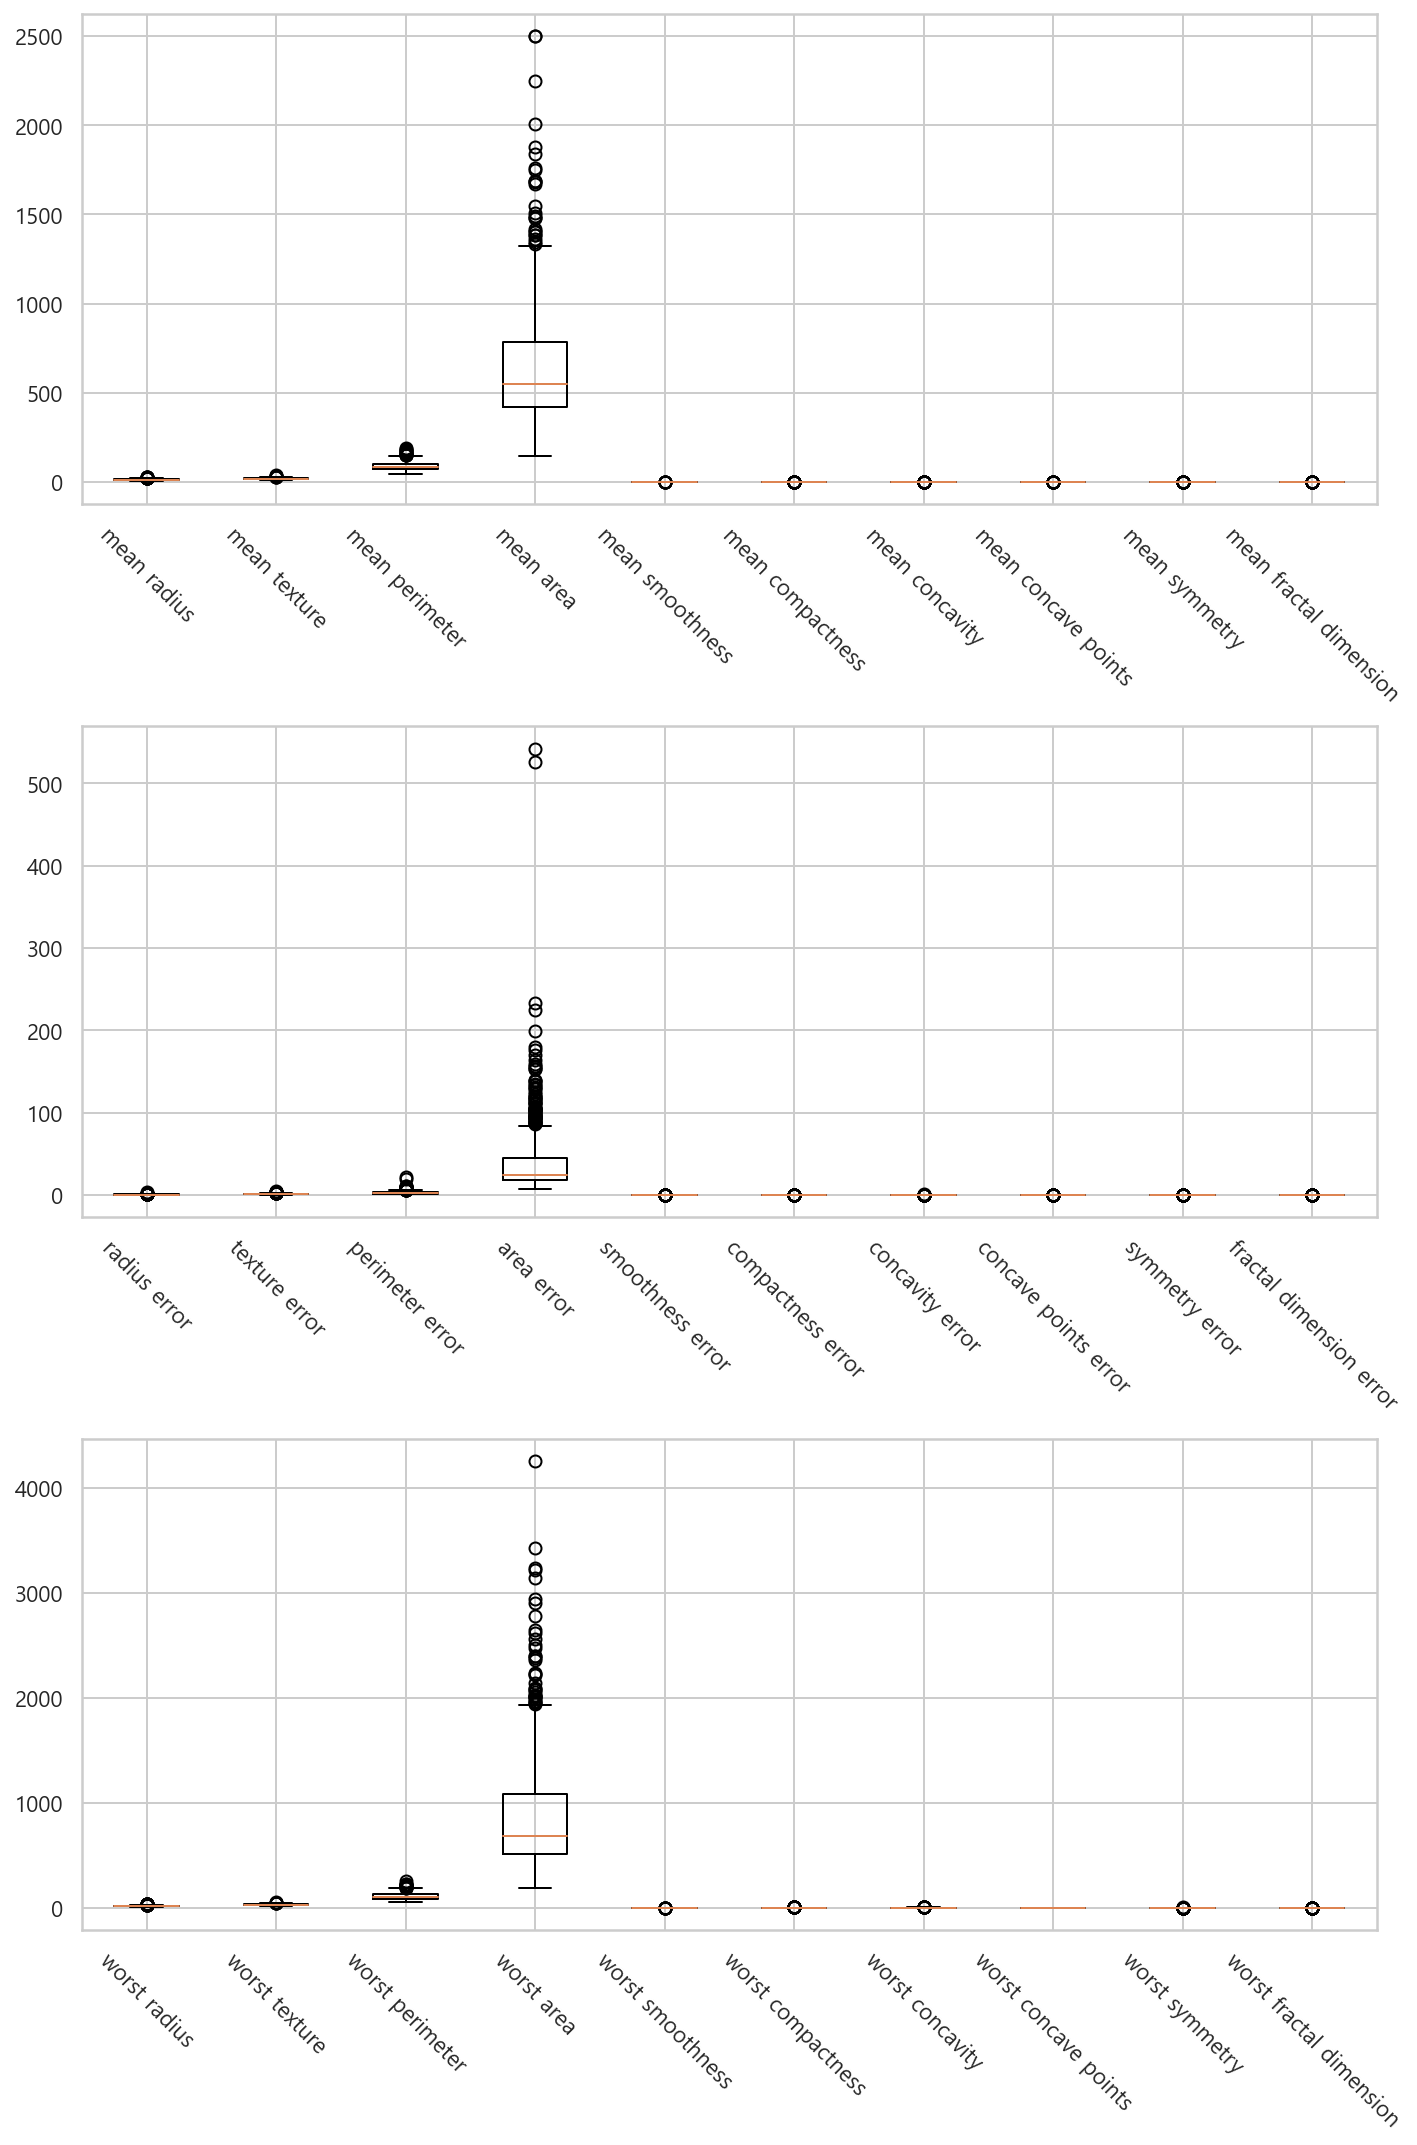 2500
2000
1500
1000
500
0
mean radius
mean texture
mean perimeter
mean area
mean smoothness
mean compactness
mean concavity
mean concave points
mean symmetry
mean fractal dimension
500
400
300
200
100
0
radius error
texture error
perimeter error
area error
smoothness error
compactness error
concavity error
concave points error
symmetry error
fractal dimension error
4000
3000
2000
1000
0
worst radius
worst texture
worst perimeter
worst area
worst smoothness
worst compactness
worst concavity
worst concave points
worst symmetry
worst fractal dimension